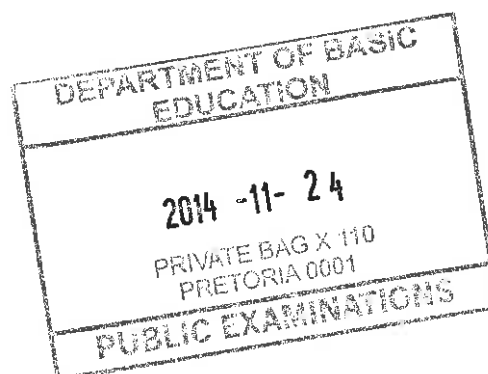 DEPARTMENT OF BASIC
EDUCATION
2014 -11- 24
PRIVATE BAG X 110
PRETORIA 0001
PUBLIC EXAMINATIONS